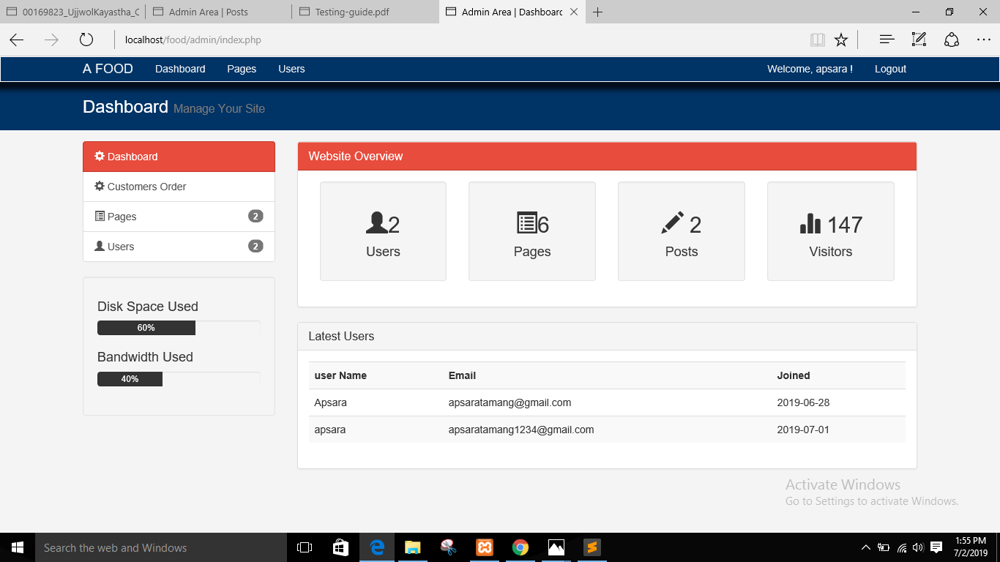 00169823_UjjwolKayastha_C
Admin Area | Posts
Testing-guide.pdf
Admin Area | Dashboard
localhost/food/admin/index.php
A FOOD Dashboard Pages Users Welcome, apsara ! Logout
Dashboard Manage Your Site
Dashboard
Customers Order
Pages 2
Users 2
Disk Space Used
60%
Bandwidth Used
40%
Website Overview
2
Users
6
Pages
2
Posts
147
Visitors
Latest Users
user Name Email Joined
Apsara apsaratamang@gmail.com 2019-06-28
apsara apsaratamang1234@gmail.com 2019-07-01
Activate Windows
Go to Settings to activate Windows.
Search the web and Windows
1:55 PM
7/2/2019